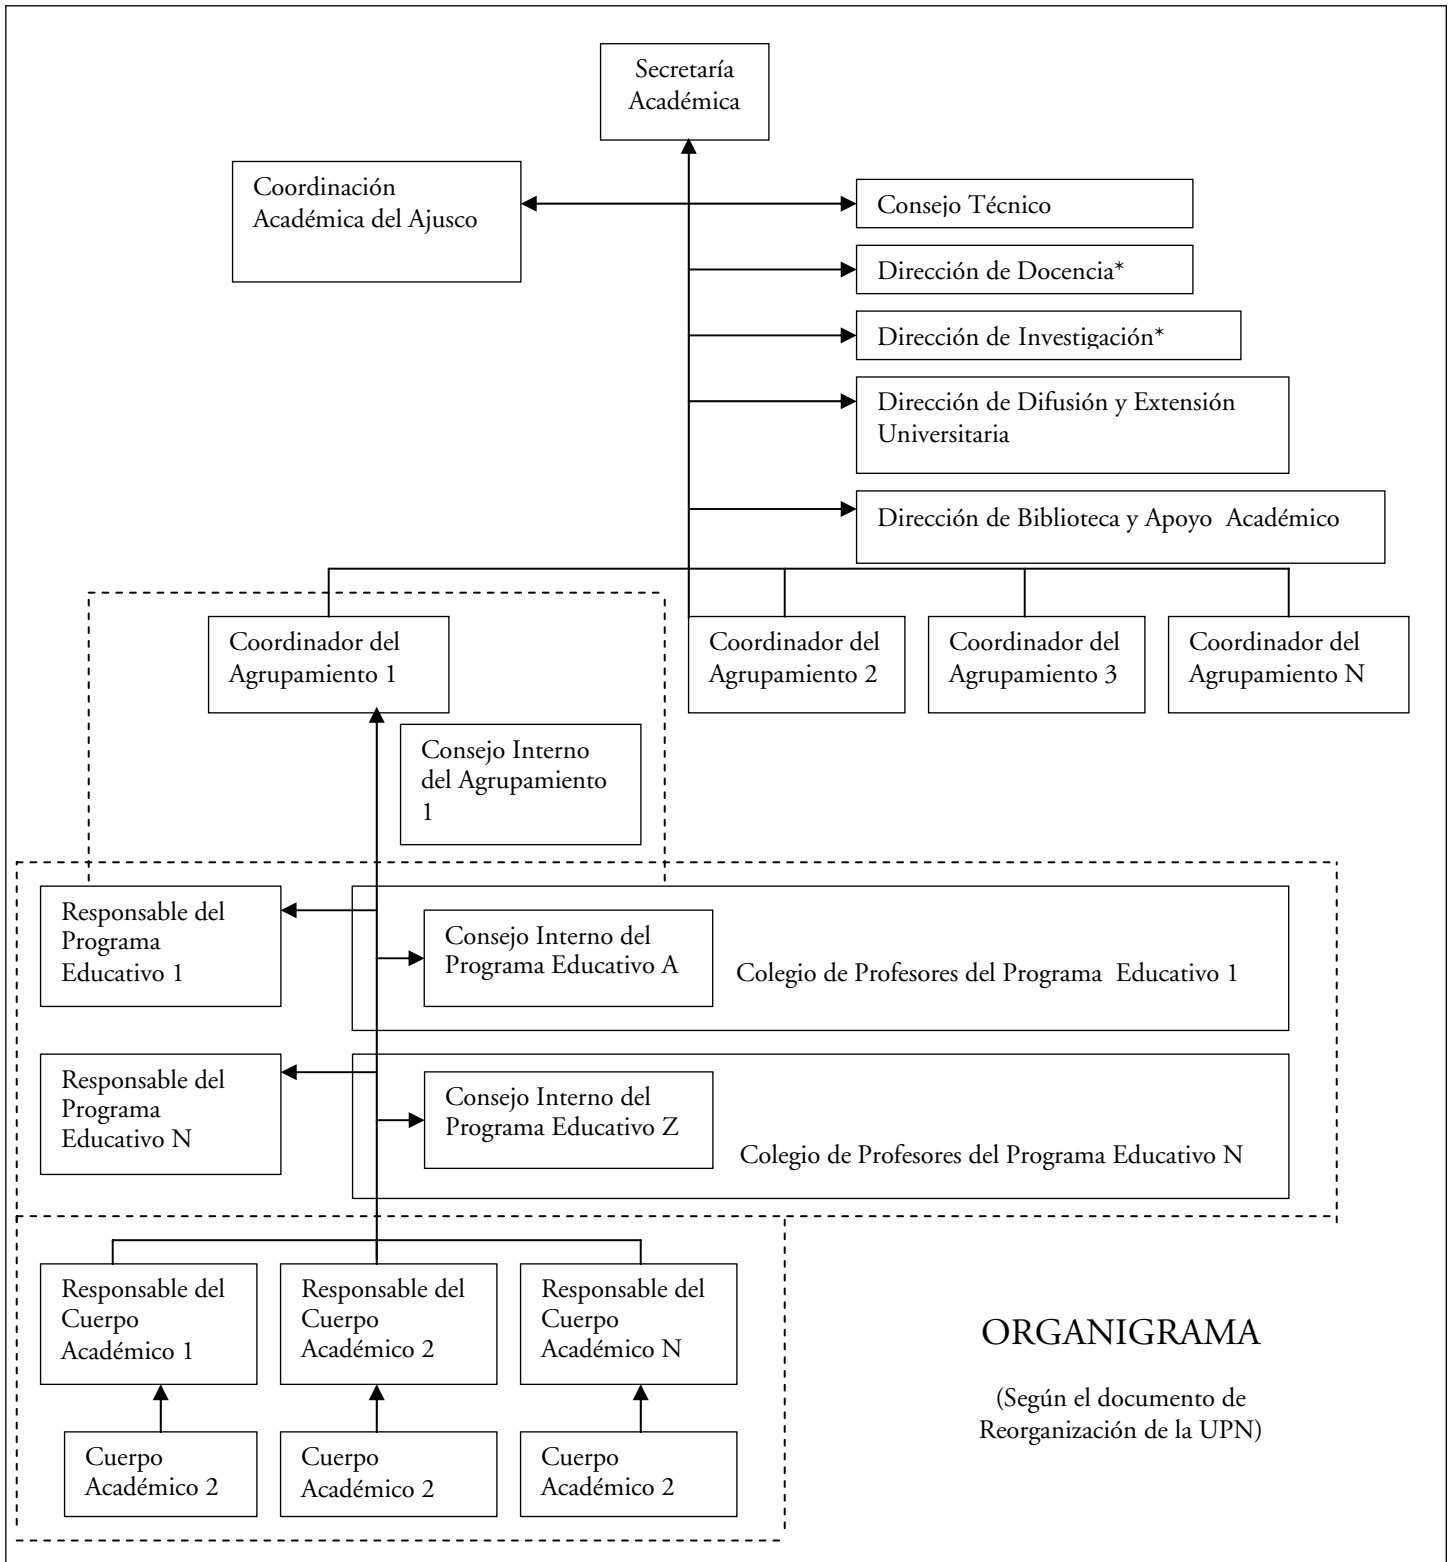 Secretaría
Académica
Coordinación
Académica del Ajusco
Consejo Técnico
Dirección de Docencia*
Dirección de Investigación*
Dirección de Difusión y Extensión
Universitaria
Dirección de Biblioteca y Apoyo Académico
Coordinador del
Agrupamiento 1
Coordinador del
Agrupamiento 2
Coordinador del
Agrupamiento 3
Coordinador del
Agrupamiento N
Consejo Interno
del Agrupamiento
1
Responsable del
Programa
Educativo 1
Consejo Interno del
Programa Educativo A
Colegio de Profesores del Programa Educativo 1
Responsable del
Programa
Educativo N
Consejo Interno del
Programa Educativo Z
Colegio de Profesores del Programa Educativo N
Responsable del
Cuerpo
Académico 1
Responsable del
Cuerpo
Académico 2
Responsable del
Cuerpo
Académico N
Cuerpo
Académico 2
Cuerpo
Académico 2
Cuerpo
Académico 2
ORGANIGRAMA
(Según el documento de
Reorganización de la UPN)